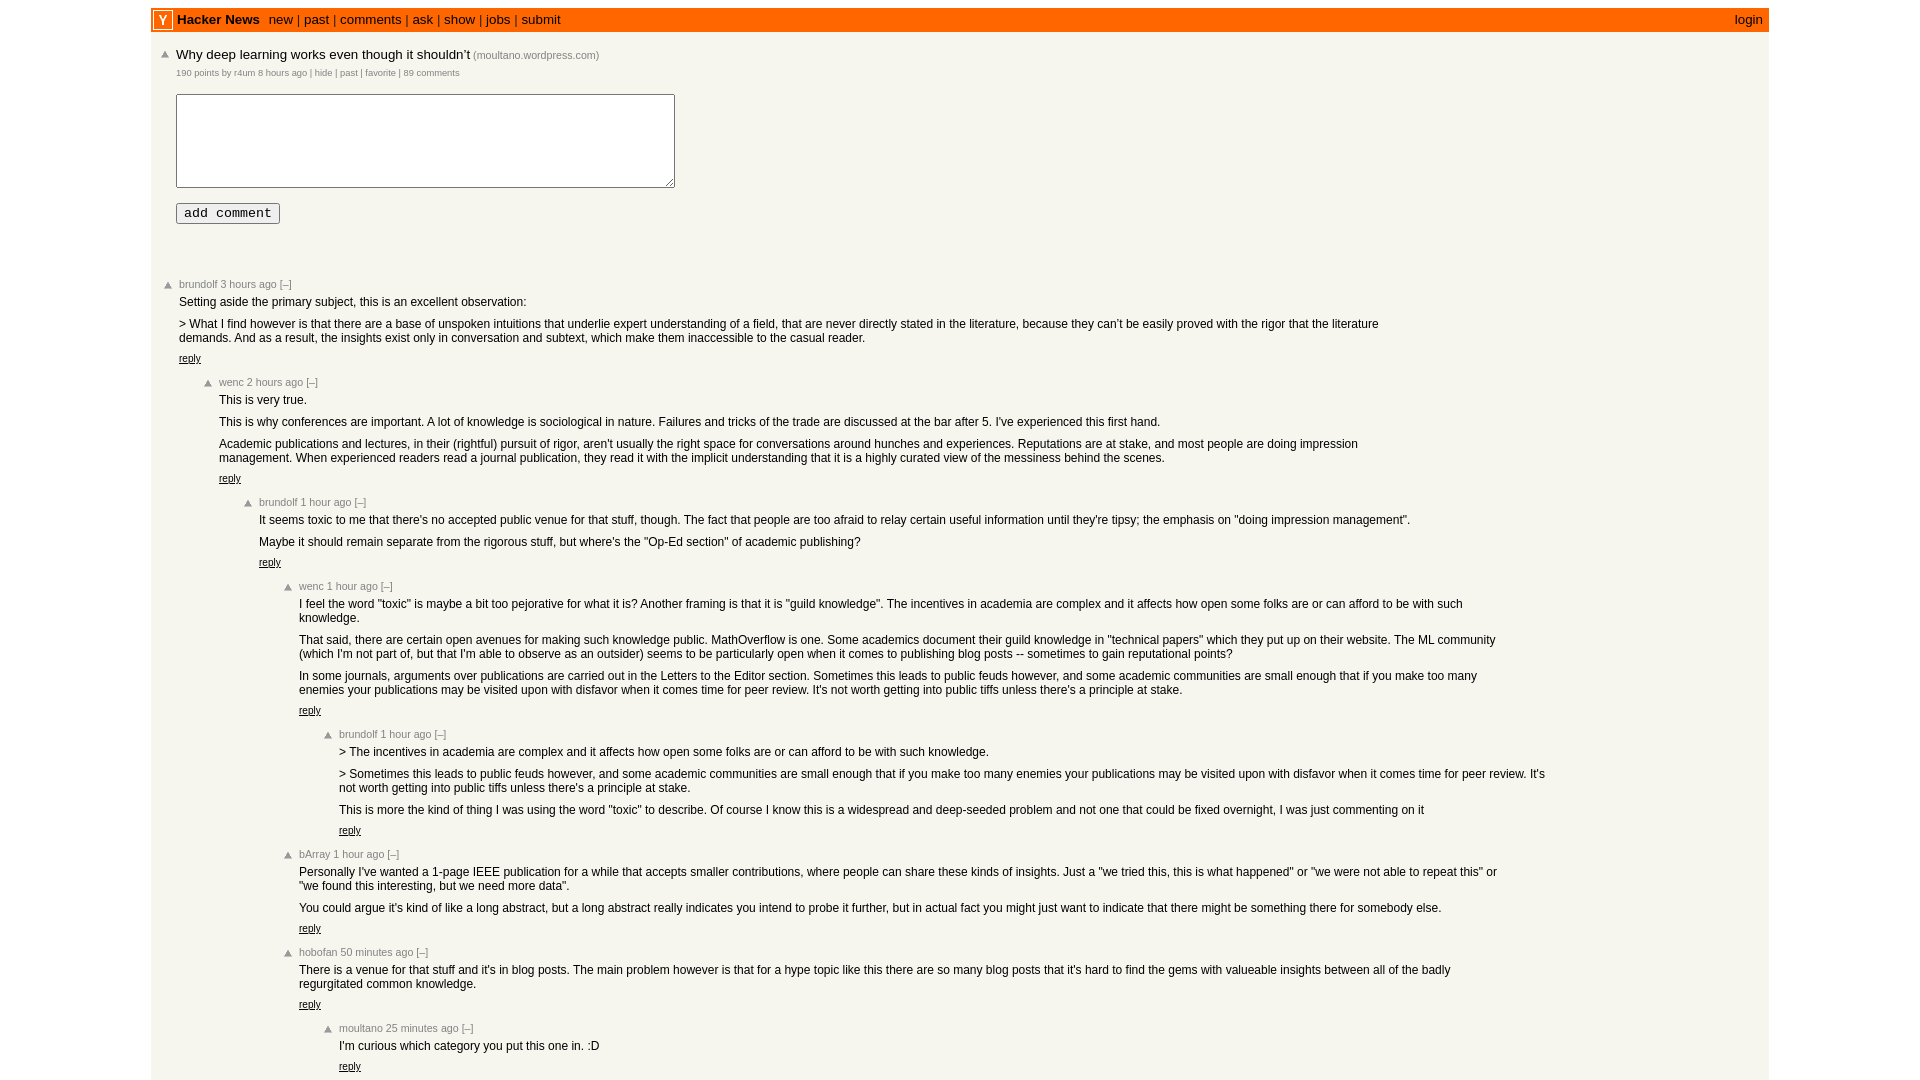 Y Hacker News new | past | comments | ask | show | jobs | submit login
Why deep learning works even though it shouldn’t (moultano.wordpress.com)
190 points by r4um 8 hours ago | hide | past | favorite | 89 comments
add comment
brundolf 3 hours ago [–]
Setting aside the primary subject, this is an excellent observation:
> What I find however is that there are a base of unspoken intuitions that underlie expert understanding of a field, that are never directly stated in the literature, because they can’t be easily proved with the rigor that the literature
demands. And as a result, the insights exist only in conversation and subtext, which make them inaccessible to the casual reader.
reply
wenc 2 hours ago [–]
This is very true.
This is why conferences are important. A lot of knowledge is sociological in nature. Failures and tricks of the trade are discussed at the bar after 5. I've experienced this first hand.
Academic publications and lectures, in their (rightful) pursuit of rigor, aren't usually the right space for conversations around hunches and experiences. Reputations are at stake, and most people are doing impression
management. When experienced readers read a journal publication, they read it with the implicit understanding that it is a highly curated view of the messiness behind the scenes.
reply
brundolf 1 hour ago [–]
It seems toxic to me that there's no accepted public venue for that stuff, though. The fact that people are too afraid to relay certain useful information until they're tipsy; the emphasis on "doing impression management".
Maybe it should remain separate from the rigorous stuff, but where's the "Op-Ed section" of academic publishing?
reply
wenc 1 hour ago [–]
I feel the word "toxic" is maybe a bit too pejorative for what it is? Another framing is that it is "guild knowledge". The incentives in academia are complex and it affects how open some folks are or can afford to be with such
knowledge.
That said, there are certain open avenues for making such knowledge public. MathOverflow is one. Some academics document their guild knowledge in "technical papers" which they put up on their website. The ML community
(which I'm not part of, but that I'm able to observe as an outsider) seems to be particularly open when it comes to publishing blog posts -- sometimes to gain reputational points?
In some journals, arguments over publications are carried out in the Letters to the Editor section. Sometimes this leads to public feuds however, and some academic communities are small enough that if you make too many
enemies your publications may be visited upon with disfavor when it comes time for peer review. It's not worth getting into public tiffs unless there's a principle at stake.
reply
brundolf 1 hour ago [–]
> The incentives in academia are complex and it affects how open some folks are or can afford to be with such knowledge.
> Sometimes this leads to public feuds however, and some academic communities are small enough that if you make too many enemies your publications may be visited upon with disfavor when it comes time for peer review. It's
not worth getting into public tiffs unless there's a principle at stake.
This is more the kind of thing I was using the word "toxic" to describe. Of course I know this is a widespread and deep-seeded problem and not one that could be fixed overnight, I was just commenting on it
reply
bArray 1 hour ago [–]
Personally I've wanted a 1-page IEEE publication for a while that accepts smaller contributions, where people can share these kinds of insights. Just a "we tried this, this is what happened" or "we were not able to repeat this" or
"we found this interesting, but we need more data".
You could argue it's kind of like a long abstract, but a long abstract really indicates you intend to probe it further, but in actual fact you might just want to indicate that there might be something there for somebody else.
reply
hobofan 50 minutes ago [–]
There is a venue for that stuff and it's in blog posts. The main problem however is that for a hype topic like this there are so many blog posts that it's hard to find the gems with valueable insights between all of the badly
regurgitated common knowledge.
reply
moultano 25 minutes ago [–]
I'm curious which category you put this one in. :D
reply